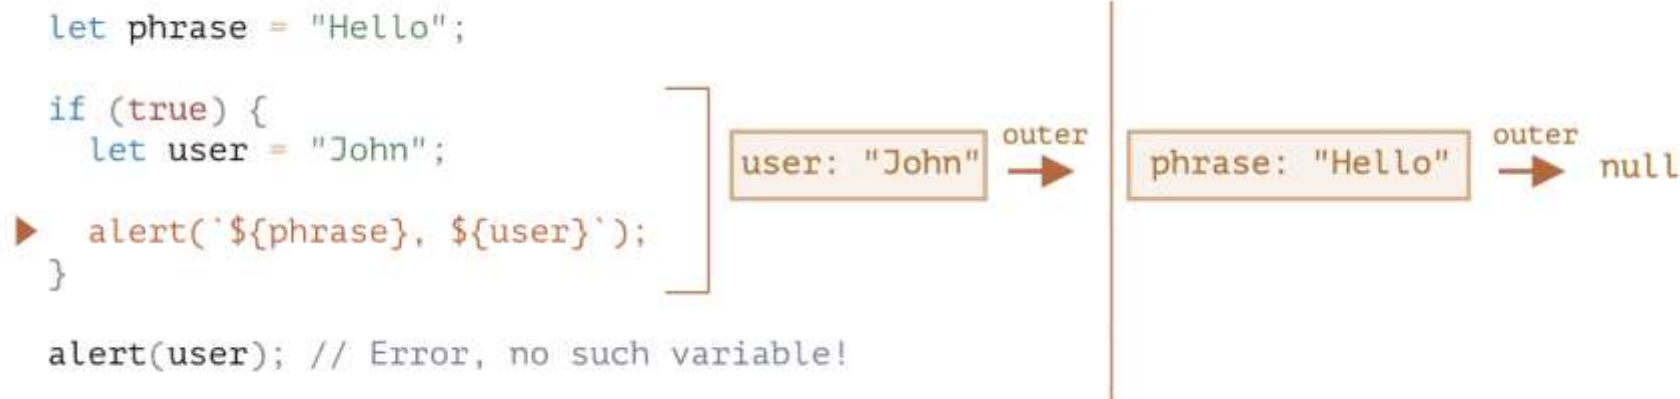 let phrase = "Hello";
if (true) {
let user = "John";
user: "John"
outer
phrase: "Hello"
outer
null
alert(`${phrase}, ${user}`);
}
alert(user); // Error, no such variable!